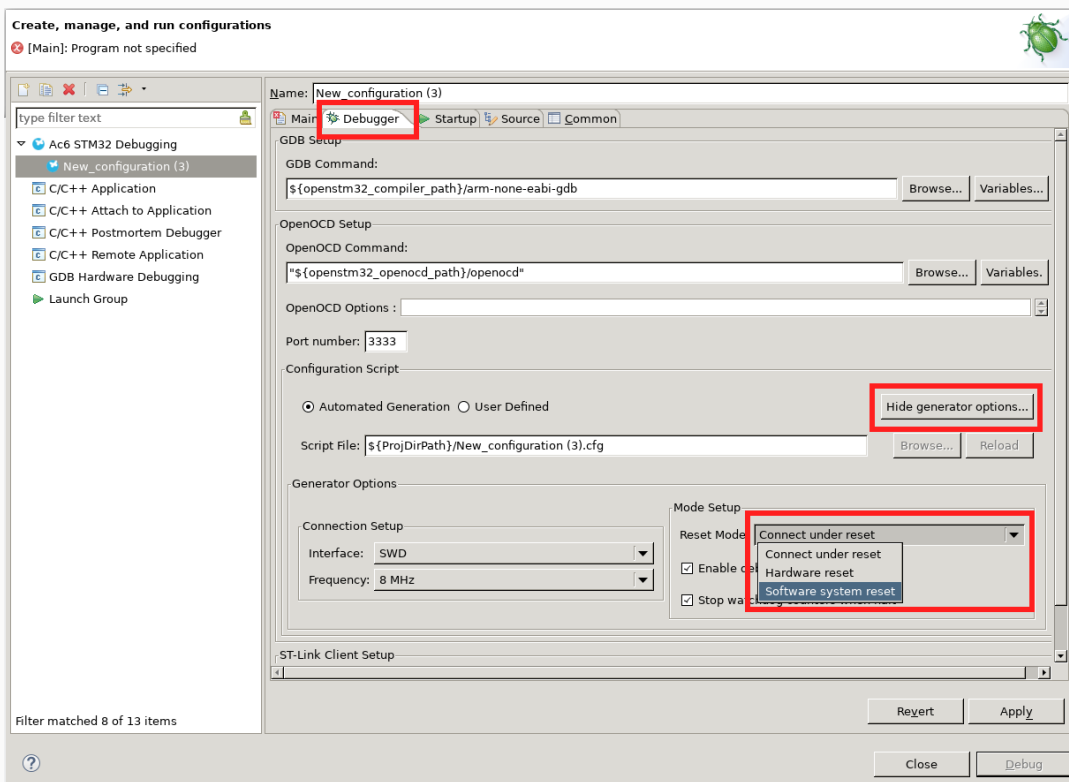 Create, manage, and run configurations
[Main]: Program not specified
type filter text
Ac6 STM32 Debugging
New_configuration (3)
C/C++ Application
C/C++ Attach to Application
C/C++ Postmortem Debugger
C/C++ Remote Application
GDB Hardware Debugging
Launch Group
Filter matched 8 of 13 items
Name: New_configuration (3)
Main Debugger Startup Source Common
GDB Setup
GDB Command:
${openstm32_compiler_path}/arm-none-eabi-gdb Browse... Variables...
OpenOCD Setup
OpenOCD Command:
"${openstm32_openocd_path}/openocd" Browse... Variables.
OpenOCD Options :
Port number: 3333
Configuration Script
Automated Generation User Defined Hide generator options...
Script File: ${ProjDirPath}/New_configuration (3).cfg Browse... Reload
Generator Options
Connection Setup
Interface: SWD
Frequency: 8 MHz
Mode Setup
Reset Mode Connect under reset
Connect under reset
Hardware reset
Software system reset
Enable
Stop
ST-Link Client Setup
Revert Apply
Close Debug